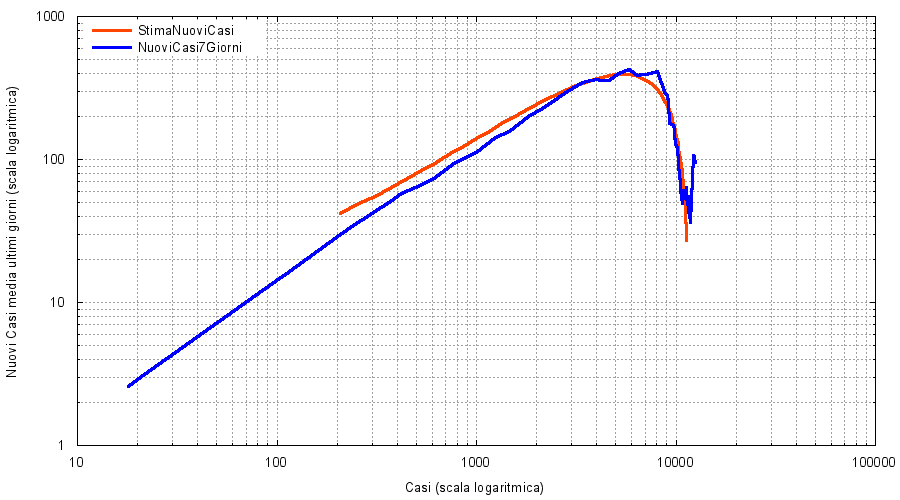 1000
StimaNuoviCasi
NuoviCasi7Giorni
100
10
1
Nuovi Casi media ultimi giorni (scala logaritmica)
10 100 1000 10000 100000
Casi (scala logaritmica)